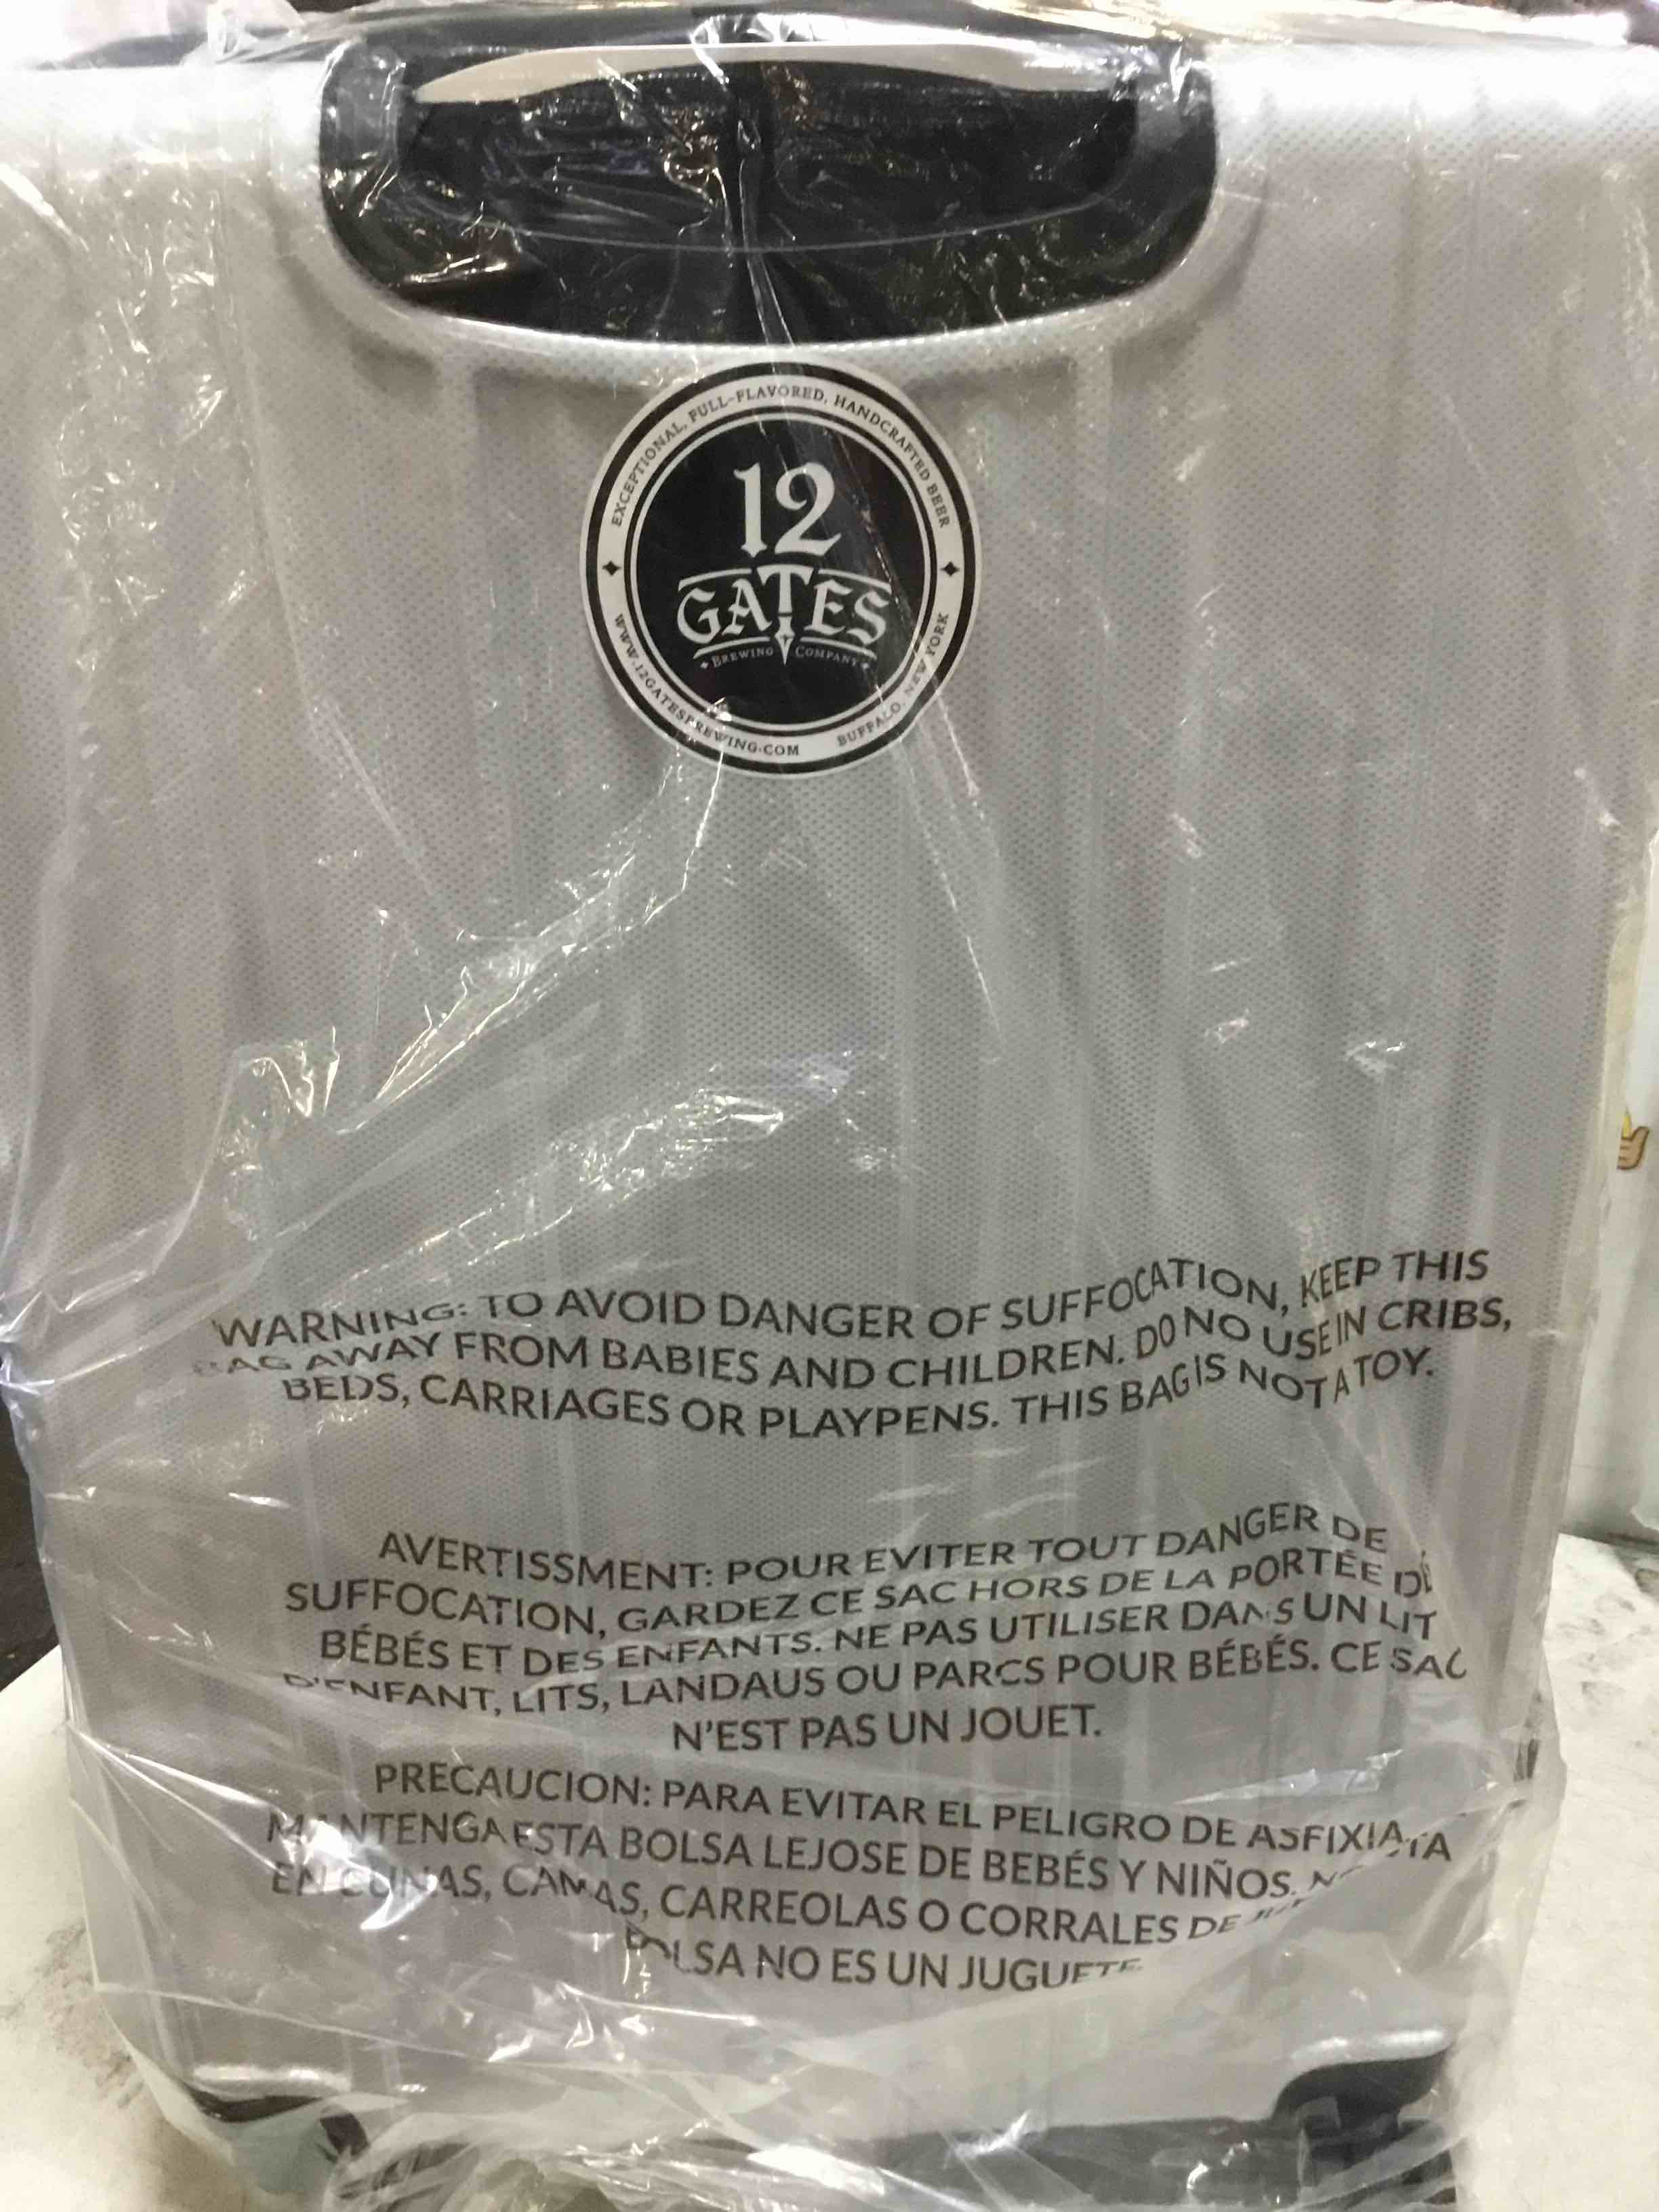 EXCEPTIONAL, FULL-FLAVORED, HANDCRAFTED BEER
12
GATES
BREWING COMPANY
WWW.12GATESBREWING.COM
BUFFALO, NEW YORK
WARNING: TO AVOID DANGER OF SUFFOCATION, KEEP THIS
BAG AWAY FROM BABIES AND CHILDREN. DO NO USE IN CRIBS,
BEDS, CARRIAGES OR PLAYPENS. THIS BAG IS NOT A TOY.
AVERTISSMENT: POUR EVITER TOUT DANGER DE
SUFFOCATION, GARDEZ CE SAC HORS DE LA PORTÉE
BÉBÉS ET DES ENFANTS. NE PAS UTILISER DANS UN LIT
D'ENFANT, LITS, LANDAUS OU PARCS POUR BÉBÉS. CE SAC
N'EST PAS UN JOUET.
PRECAUCION: PARA EVITAR EL PELIGRO DE ASFIXIA
MANTENGA ESTA BOLSA LEJOSE DE BEBÉS Y NIÑOS.
EN CUNAS, CAMAS, CARREOLAS O CORRALES DE
BOLSA NO ES UN JUGUETE